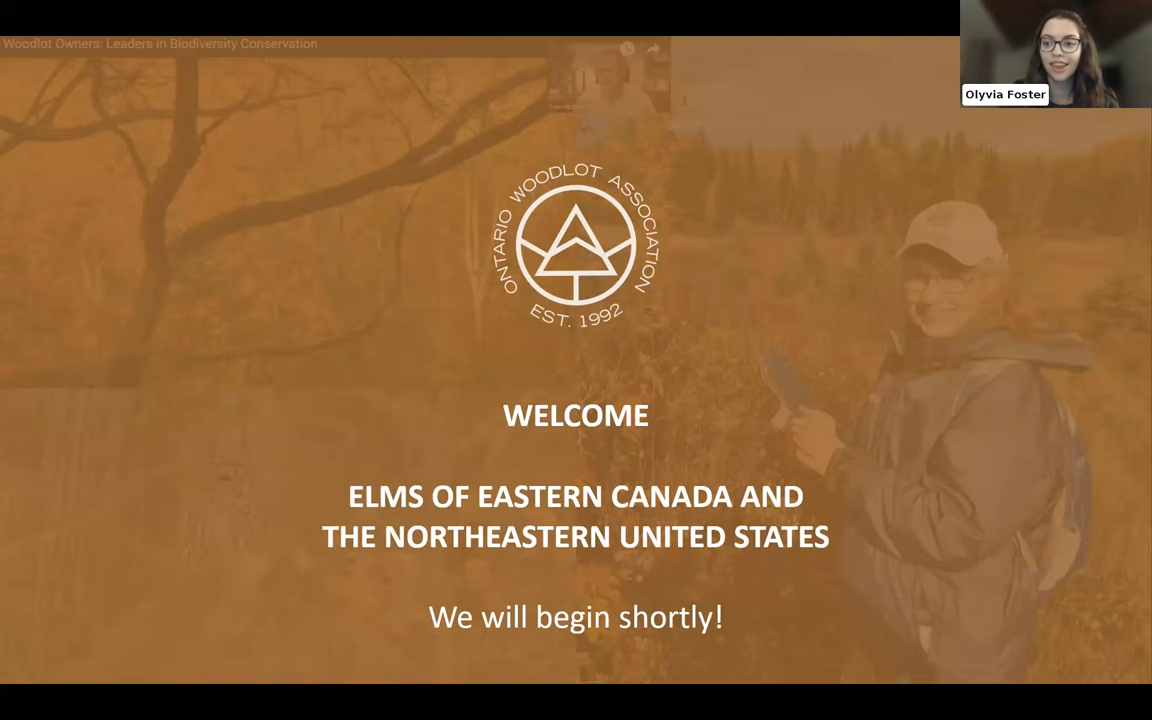 Woodlot Owners: Leaders in Biodiversity Conservation
Olyvia Foster
ONTARIO WOODLOT ASSOCIATION
EST. 1992
WELCOME
ELMS OF EASTERN CANADA AND
THE NORTHEASTERN UNITED STATES
We will begin shortly!